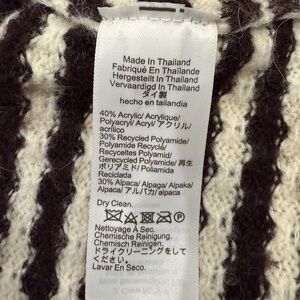 Made In Thailand
Fabriqué En Thaïlande
Hergestellt In Thailand
Vervaardigd In Thailand
タイ製
hecho en tailandia
40% Acrylic/ Acrylique/
Polyacryl/ Acryl/ アクリル/
acrílico
30% Recycled Polyamide/
Polyamide Recyclé/
Recyceltes Polyamid/
Gerecycled Polyamide/ 再生
ポリアミド/ Poliamida
Reciclada
30% Alpaca/ Alpaga/ Alpaka/
Alpaca/ アルパカ/ alpaca
Dry Clean.
Nettoyage À Sec.
Chemische Reinigung.
Chemisch Reinigen.
ドライクリーニングをして
ください。
Lavar En Seco.